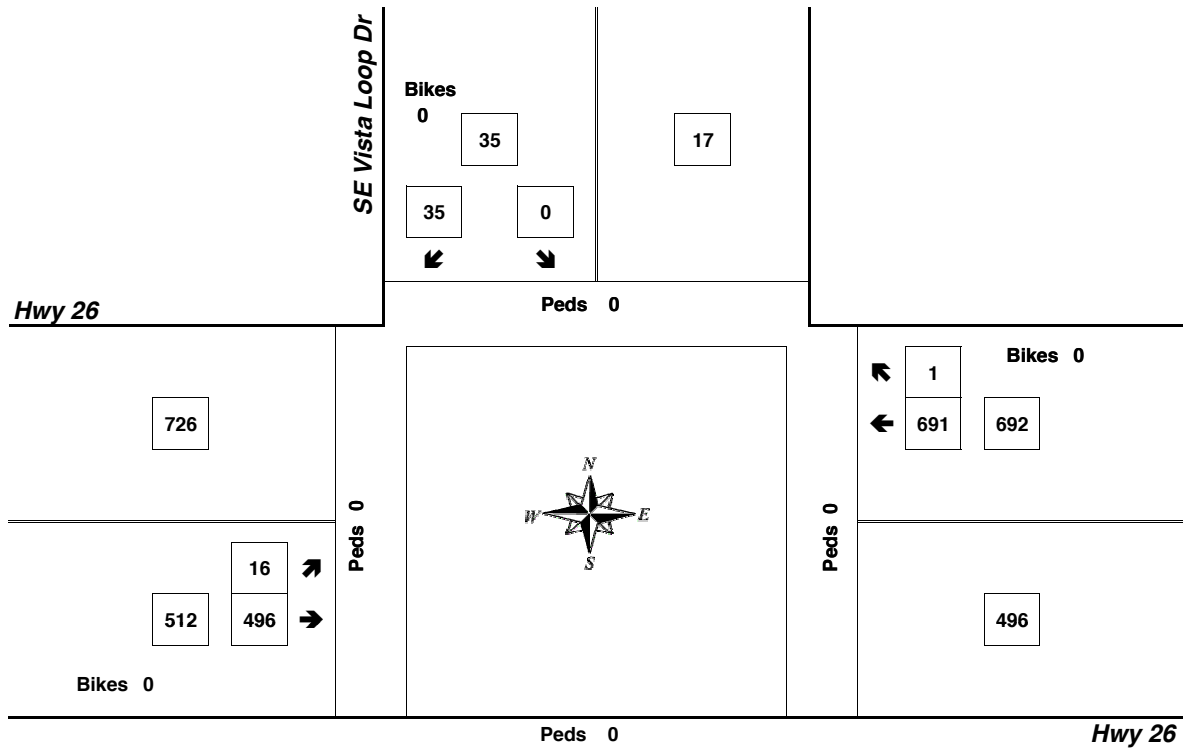 SE Vista Loop Dr
Bikes
0
35
17
35 0
Peds 0
Hwy 26
Bikes 0
1
726
691 692
N
W E
S
Peds 0
Peds 0
16
512 496
496
Bikes 0
Peds 0
Hwy 26